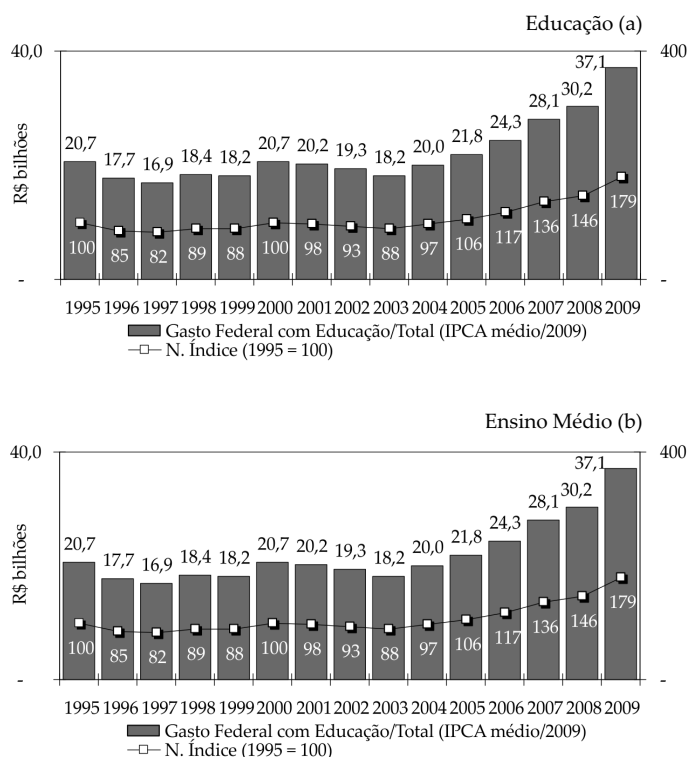 Educação (a)
40,0 400
37,1
30,2
28,1
24,3
21,8
20,7 17,7 16,9 18,4 18,2 20,7 20,2 19,3 18,2 20,0
R$ bilhões
100 85 82 89 88 100 98 93 88 97 106 117 136 146 179
- -
1995 1996 1997 1998 1999 2000 2001 2002 2003 2004 2005 2006 2007 2008 2009
Gasto Federal com Educação/Total (IPCA médio/2009)
N. Índice (1995 = 100)
Ensino Médio (b)
40,0 400
37,1
30,2
28,1
24,3
21,8
20,7 17,7 16,9 18,4 18,2 20,7 20,2 19,3 18,2 20,0
R$ bilhões
100 85 82 89 88 100 98 93 88 97 106 117 136 146 179
- -
1995 1996 1997 1998 1999 2000 2001 2002 2003 2004 2005 2006 2007 2008 2009
Gasto Federal com Educação/Total (IPCA médio/2009)
N. Índice (1995 = 100)